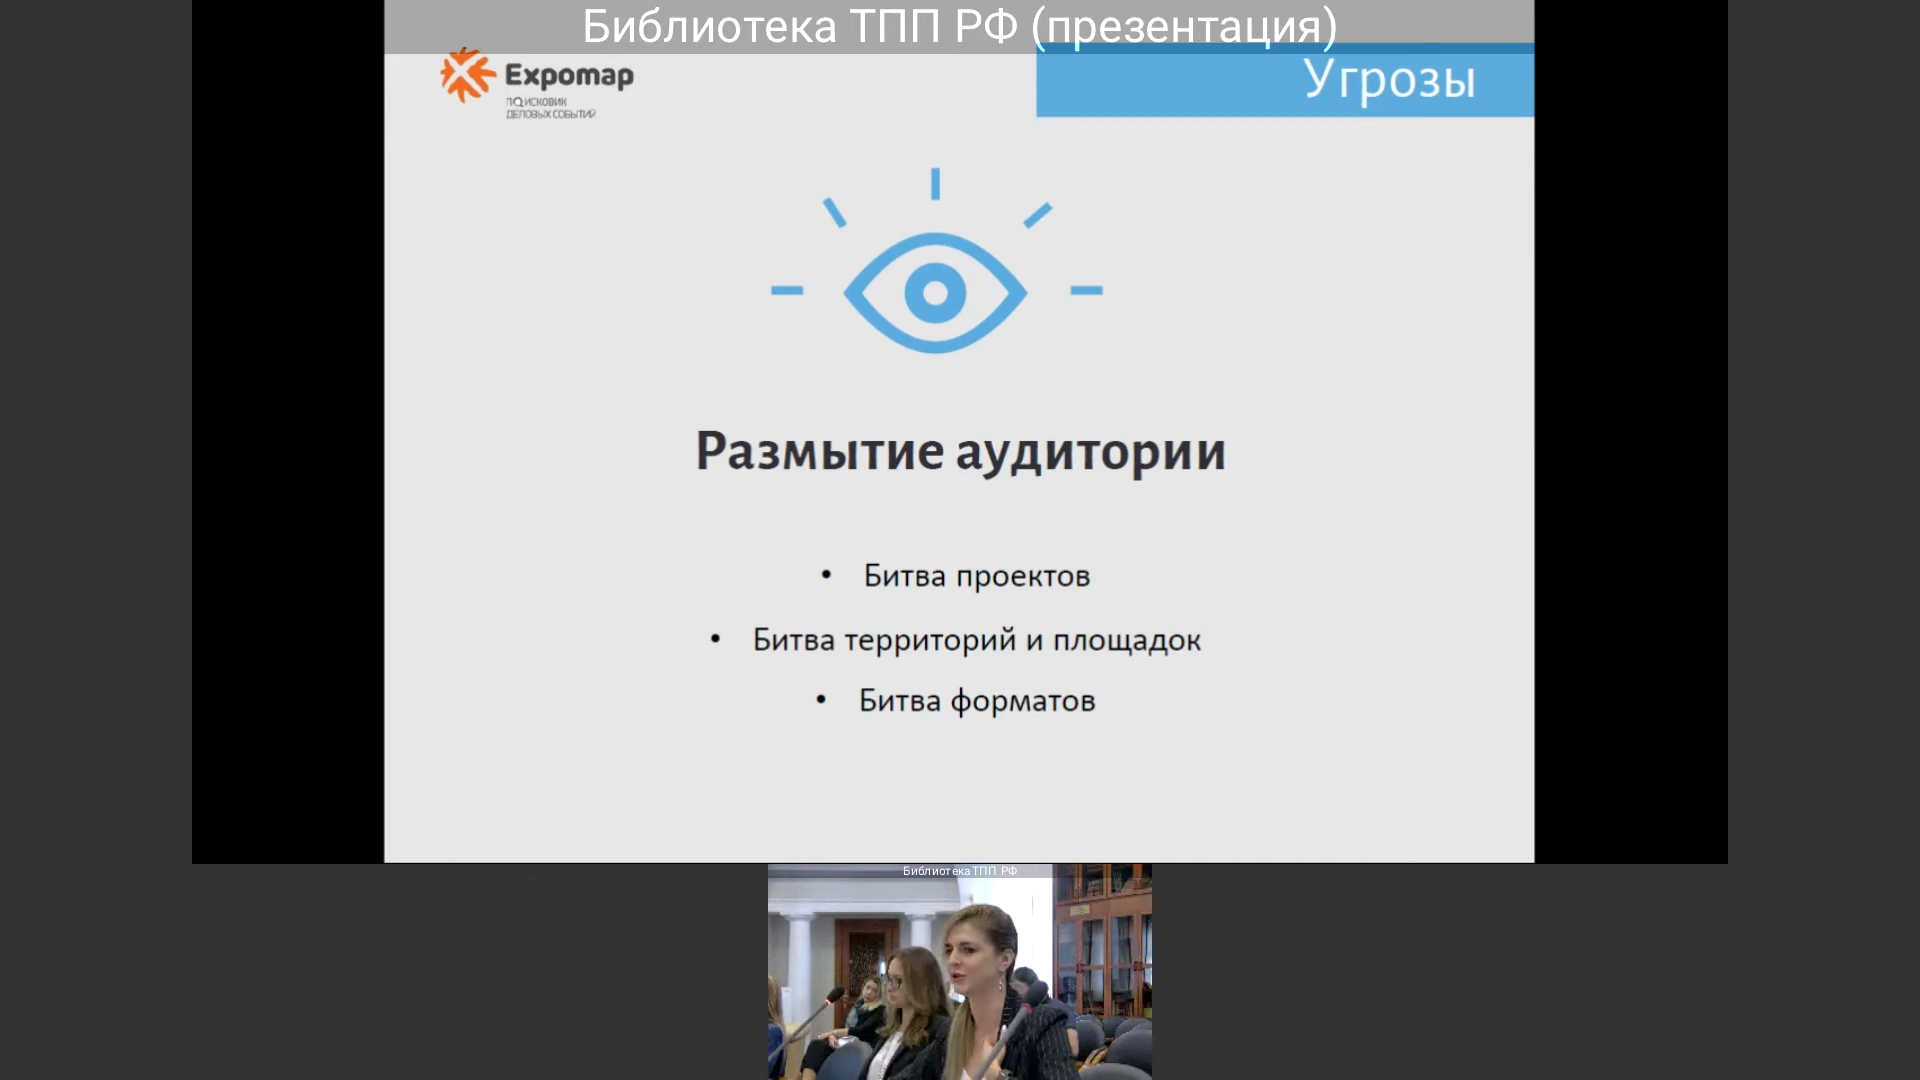 Библиотека ТПП РФ (презентация)
Expomap
ПОИСКОВИК
ДЕЛОВЫХ СОБЫТИЙ
Угрозы
Размытие аудитории
• Битва проектов
• Битва территорий и площадок
• Битва форматов
Библиотека ТПП РФ